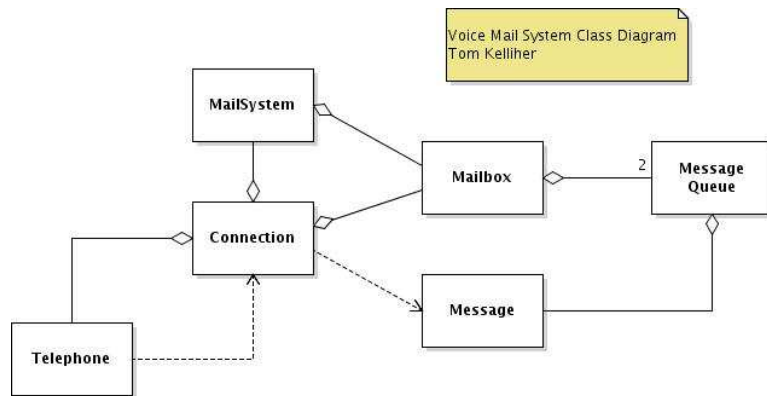 Voice Mail System Class Diagram
Tom Kelliher
MailSystem
Mailbox
2
Message
Queue
Connection
Message
Telephone